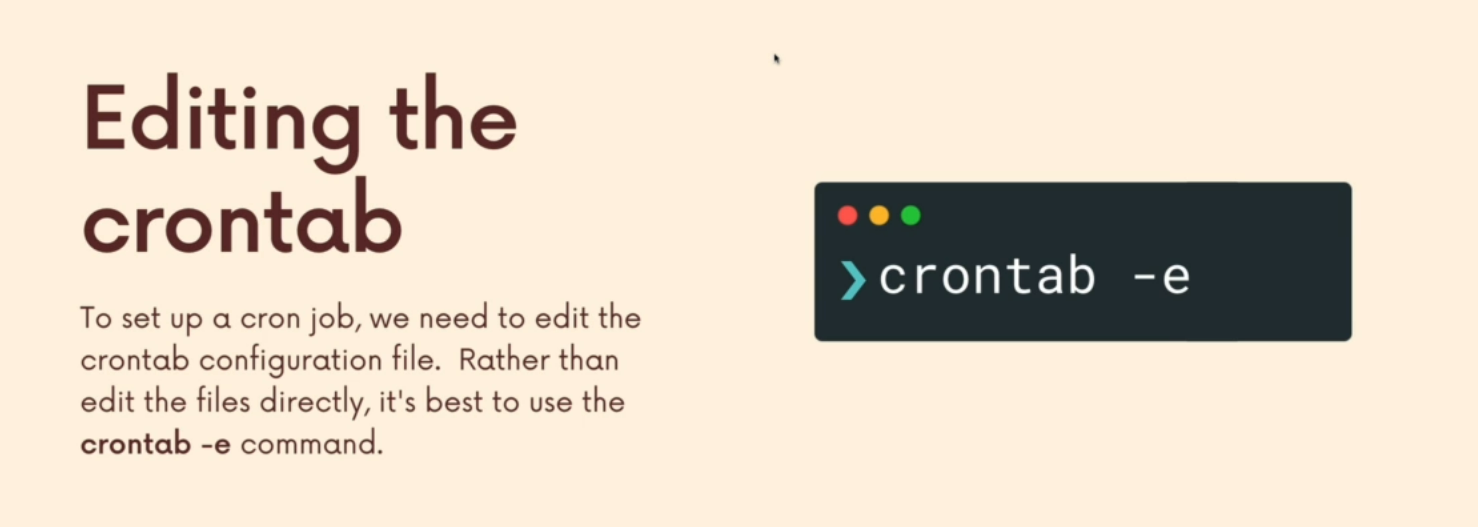 Editing the
crontab
To set up a cron job, we need to edit the
crontab configuration file.  Rather than
edit the files directly, it's best to use the
crontab -e command.
❯ crontab -e